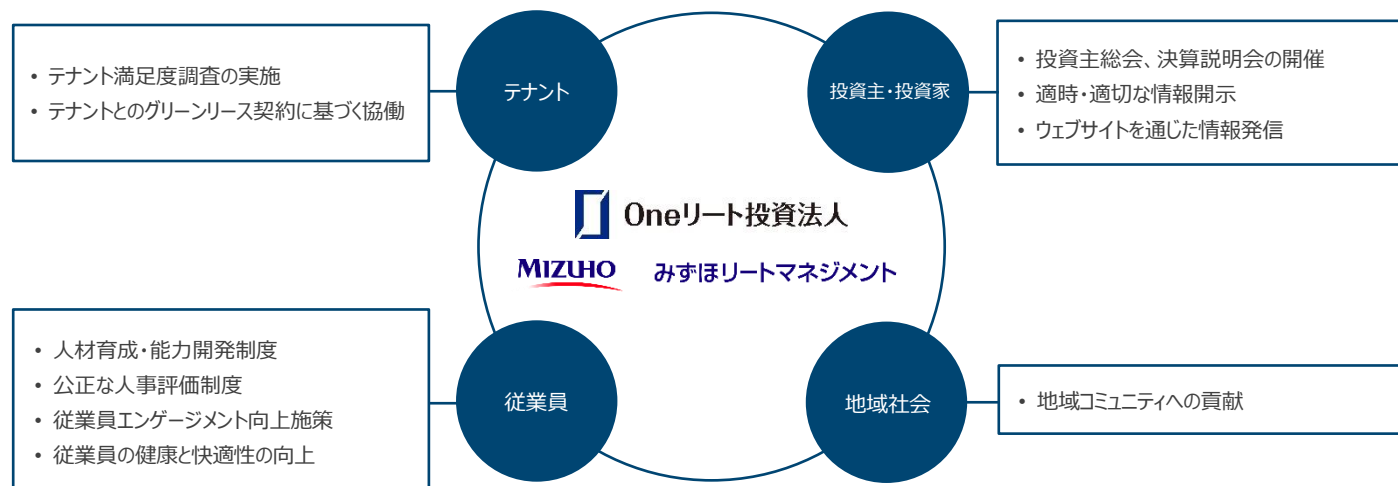 • テナント満足度調査の実施
• テナントとのグリーンリース契約に基づく協働
テナント
投資主・投資家
• 投資主総会、決算説明会の開催
• 適時・適切な情報開示
• ウェブサイトを通じた情報発信
Oneリート投資法人
MIZUHO みずほリートマネジメント
• 人材育成・能力開発制度
• 公正な人事評価制度
• 従業員エンゲージメント向上施策
• 従業員の健康と快適性の向上
従業員
地域社会
• 地域コミュニティへの貢献